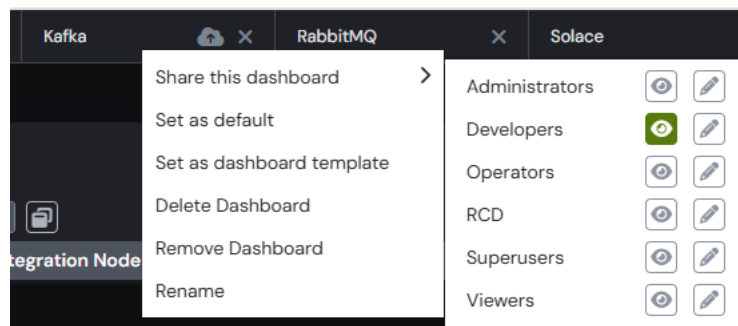 Kafka
RabbitMQ
Solace
Share this dashboard
Set as default
Set as dashboard template
Delete Dashboard
Remove Dashboard
Rename
Administrators
Developers
Operators
RCD
Superusers
Viewers
tegration Node